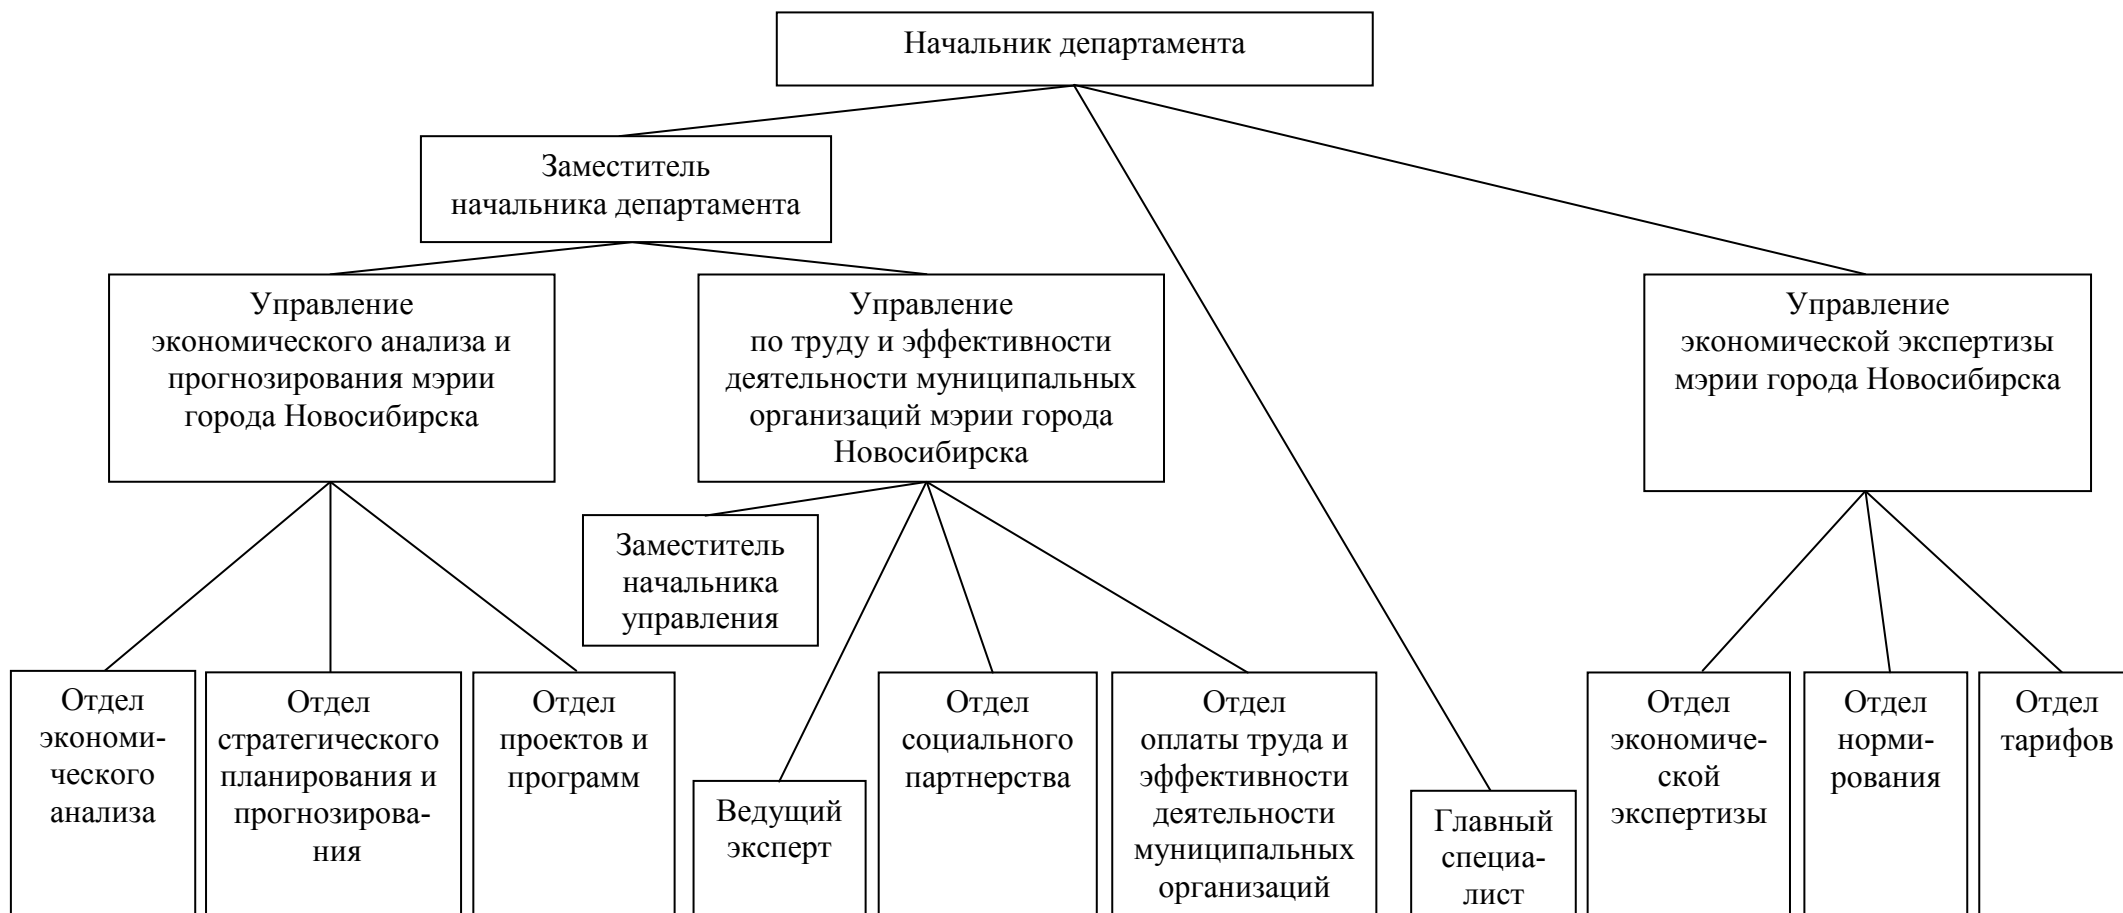 Начальник департамента
Заместитель
начальника департамента
Управление
экономического анализа и
прогнозирования мэрии
города Новосибирска
Управление
по труду и эффективности
деятельности муниципальных
организаций мэрии города
Новосибирска
Управление
экономической экспертизы
мэрии города Новосибирска
Заместитель
начальника
управления
Отдел
экономи-
ческого
анализа
Отдел
стратегического
планирования и
прогнозирова-
ния
Отдел
проектов и
программ
Ведущий
эксперт
Отдел
социального
партнерства
Отдел
оплаты труда и
эффективности
деятельности
муниципальных
организаций
Главный
специа-
лист
Отдел
экономиче-
ской
экспертизы
Отдел
норми-
рования
Отдел
тарифов